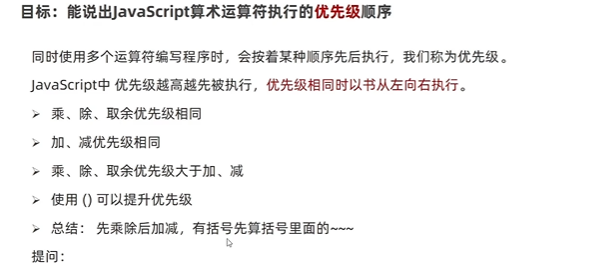 目标：能说出JavaScript算术运算符执行的优先级顺序
同时使用多个运算符编写程序时，会按着某种顺序先后执行，我们称为优先级。
JavaScript中 优先级越高越先被执行，优先级相同时以书从左向右执行。
➢ 乘、除、取余优先级相同
➢ 加、减优先级相同
➢ 乘、除、取余优先级大于加、减
➢ 使用 () 可以提升优先级
➢ 总结： 先乘除后加减，有括号先算括号里面的~~~
提问：